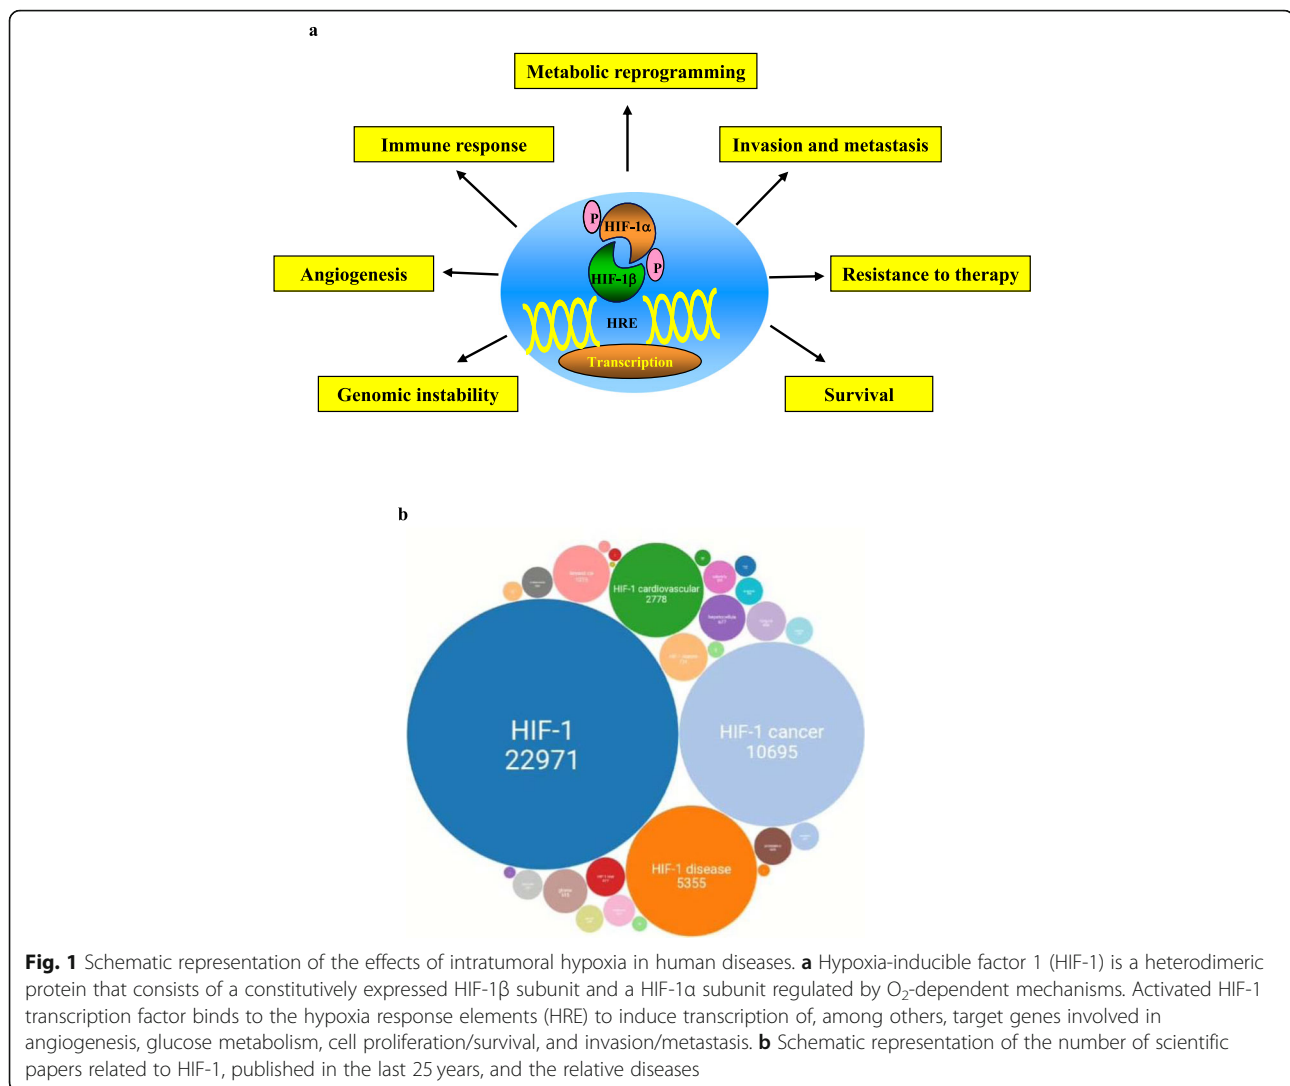 a
Metabolic reprogramming
Immune response
Invasion and metastasis
P
HIF-1α
Angiogenesis
P
HIF-1β
Resistance to therapy
HRE
Transcription
Genomic instability
Survival
b
HIF-1 cardiovascular
2778
HIF-1
22971
HIF-1 cancer
10695
HIF-1 disease
5355
Fig. 1 Schematic representation of the effects of intratumoral hypoxia in human diseases. a Hypoxia-inducible factor 1 (HIF-1) is a heterodimeric
protein that consists of a constitutively expressed HIF-1β subunit and a HIF-1α subunit regulated by O₂-dependent mechanisms. Activated HIF-1
transcription factor binds to the hypoxia response elements (HRE) to induce transcription of, among others, target genes involved in
angiogenesis, glucose metabolism, cell proliferation/survival, and invasion/metastasis. b Schematic representation of the number of scientific
papers related to HIF-1, published in the last 25 years, and the relative diseases